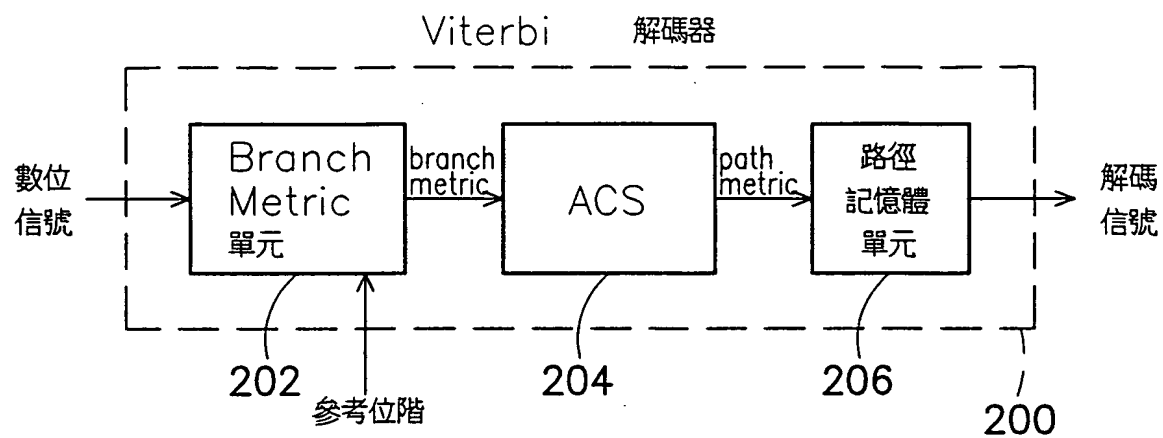 Viterbi 解碼器
數位
信號
Branch
Metric
單元
branch
metric
ACS
path
metric
路徑
記憶體
單元
解碼
信號
202
204
206
參考位階
200